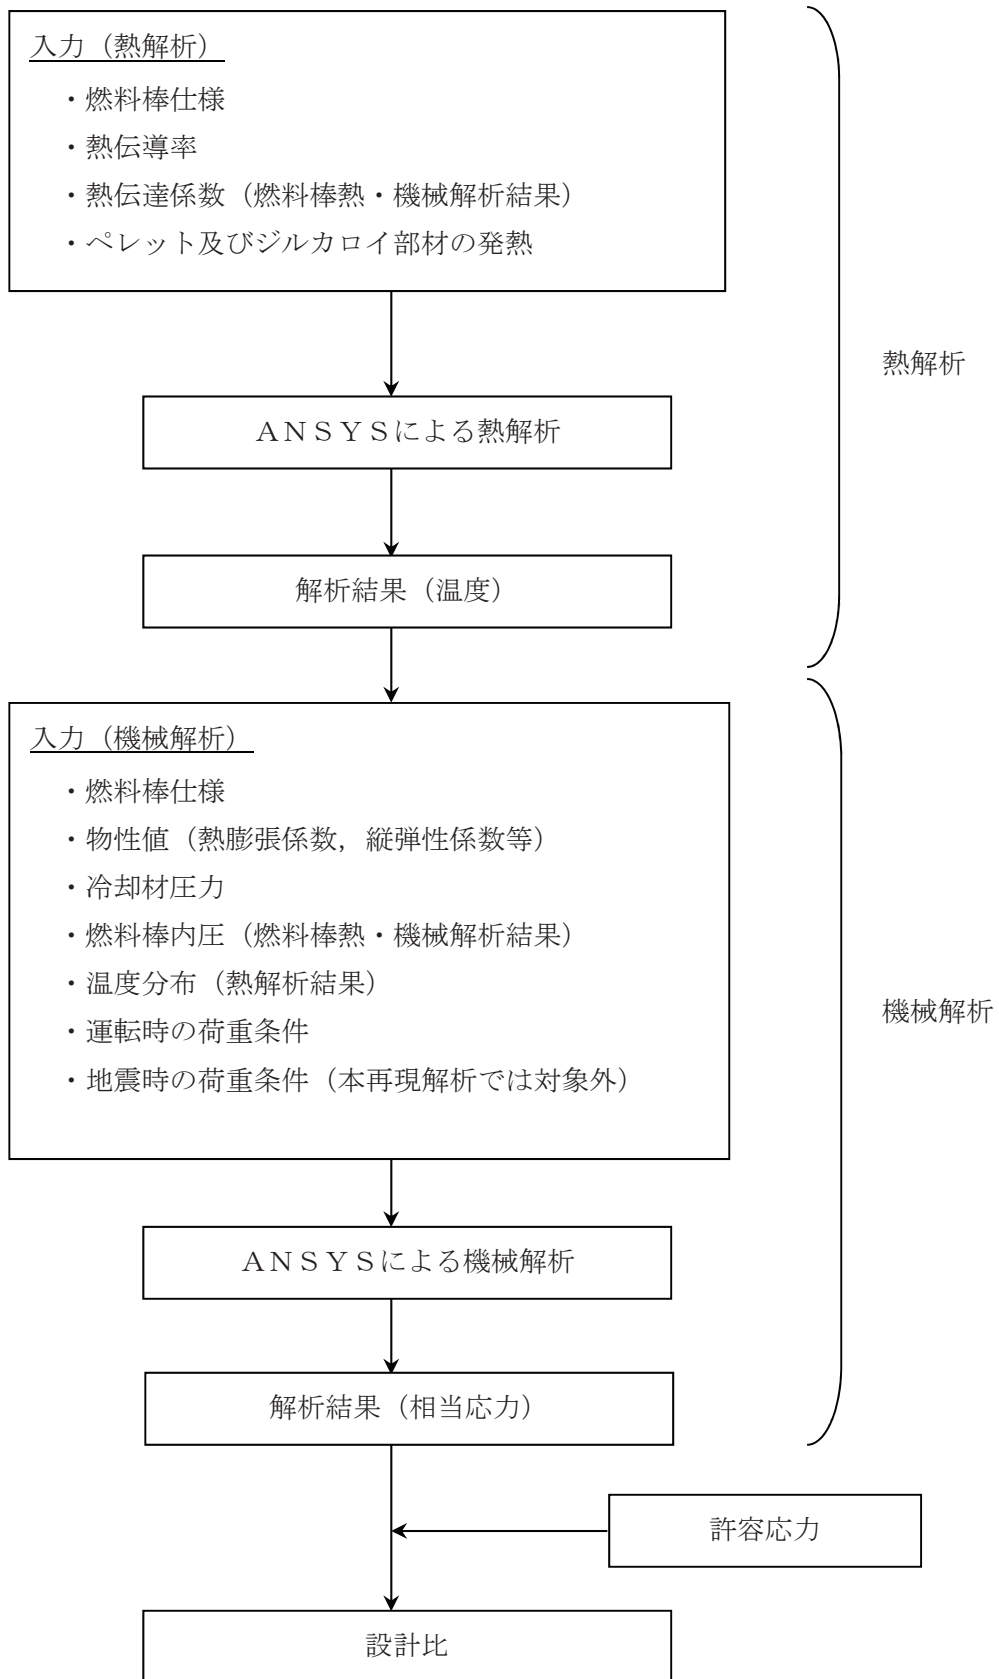 入力（熱解析）
・燃料棒仕様
・熱伝導率
・熱伝達係数（燃料棒熱・機械解析結果）
・ペレット及びジルカロイ部材の発熱
熱解析
ＡＮＳＹＳによる熱解析
解析結果（温度）
入力（機械解析）
・燃料棒仕様
・物性値（熱膨張係数，縦弾性係数等）
・冷却材圧力
・燃料棒内圧（燃料棒熱・機械解析結果）
・温度分布（熱解析結果）
・運転時の荷重条件
・地震時の荷重条件（本再現解析では対象外）
機械解析
ＡＮＳＹＳによる機械解析
解析結果（相当応力）
許容応力
設計比